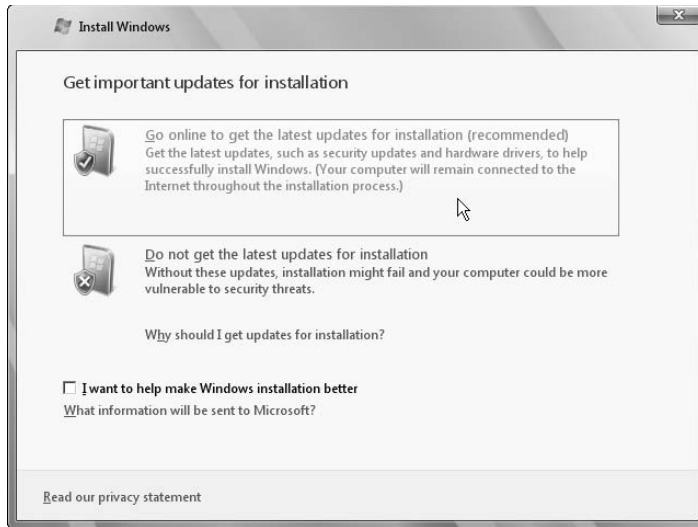 Install Windows
Get important updates for installation
Go online to get the latest updates for installation (recommended)
Get the latest updates, such as security updates and hardware drivers, to help
successfully install Windows. (Your computer will remain connected to the
Internet throughout the installation process.)
Do not get the latest updates for installation
Without these updates, installation might fail and your computer could be more
vulnerable to security threats.
Why should I get updates for installation?
I want to help make Windows installation better
What information will be sent to Microsoft?
Read our privacy statement